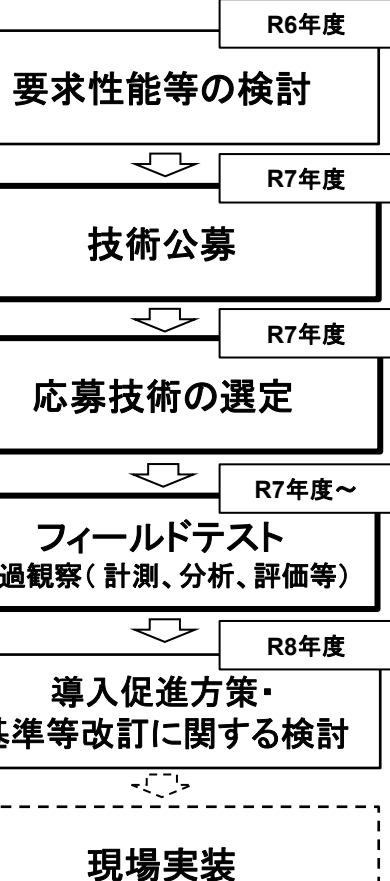 R6年度
要求性能等の検討
R7年度
技術公募
R7年度
応募技術の選定
R7年度～
フィールドテスト
過観察( 計測、分析、評価等)
R8年度
導入促進方策・
基準等改訂に関する検討
現場実装